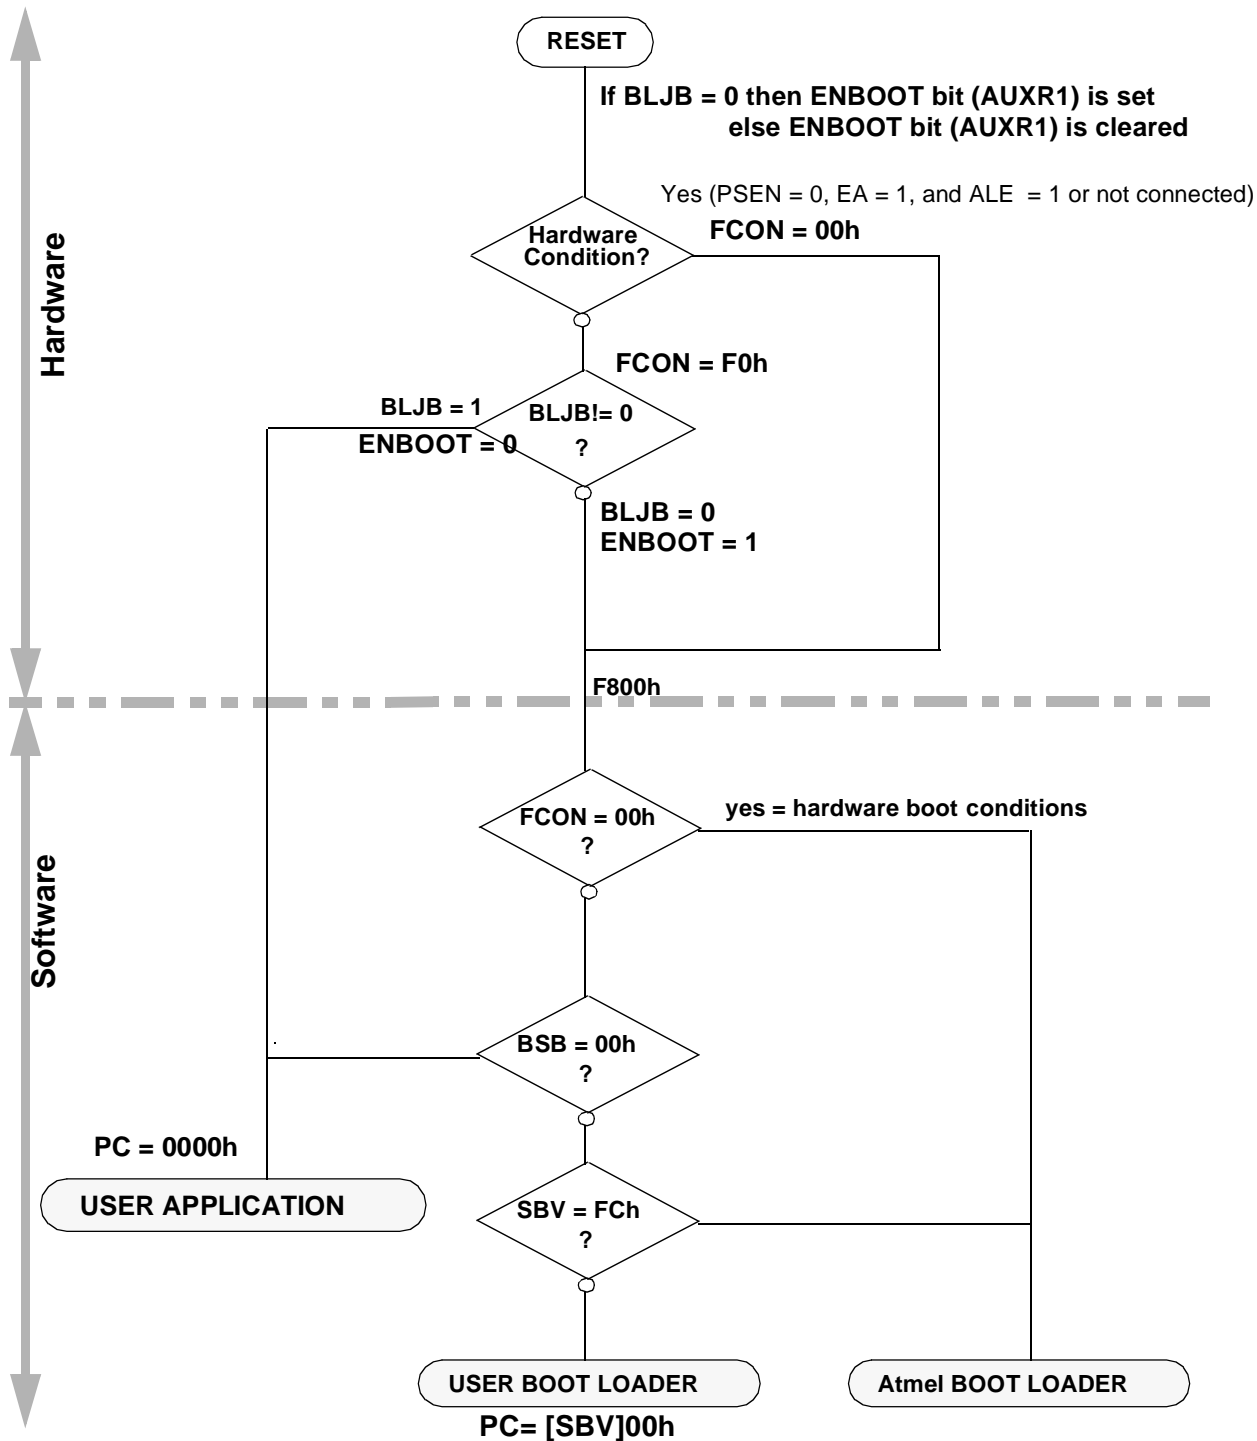 RESET
If BLJB = 0 then ENBOOT bit (AUXR1) is set
else ENBOOT bit (AUXR1) is cleared
Yes (PSEN = 0, EA = 1, and ALE = 1 or not connected)
FCON = 00h
Hardware
Condition?
Hardware
FCON = F0h
BLJB = 1
ENBOOT = 0
BLJB!= 0
?
BLJB = 0
ENBOOT = 1
F800h
FCON = 00h
?
yes = hardware boot conditions
Software
BSB = 00h
?
PC = 0000h
USER APPLICATION
SBV = FCh
?
USER BOOT LOADER
PC= [SBV]00h
Atmel BOOT LOADER